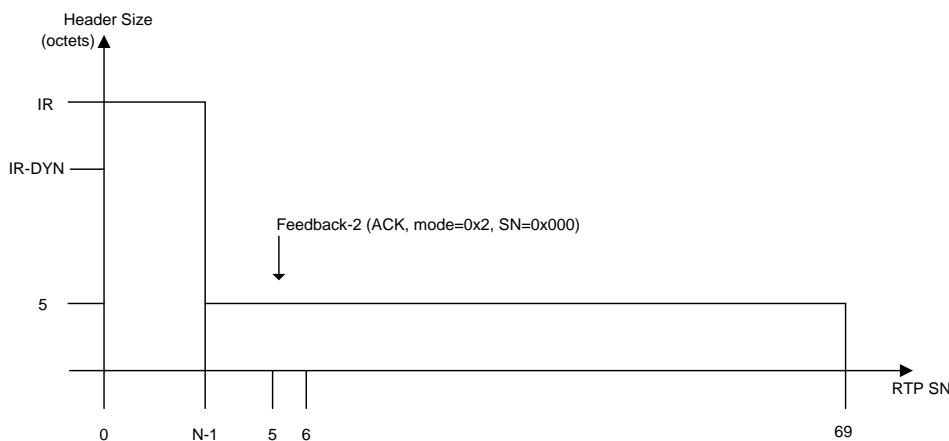 Header Size
(octets)
IR
IR-DYN
Feedback-2 (ACK, mode=0x2, SN=0x000)
5
RTP SN
0 N-1 5 6 69